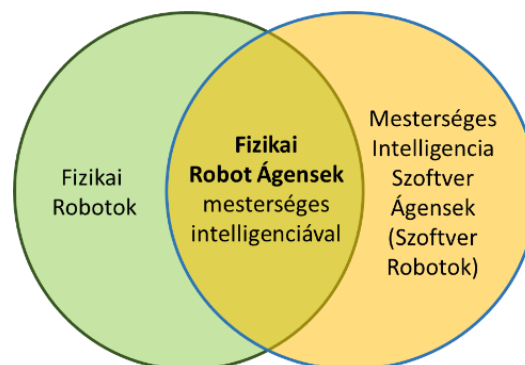 Fizikai
Robotok
Fizikai
Robot Ágensek
mesterséges
intelligenciával
Mesterséges
Intelligencia
Szoftver
Ágensek
(Szoftver
Robotok)